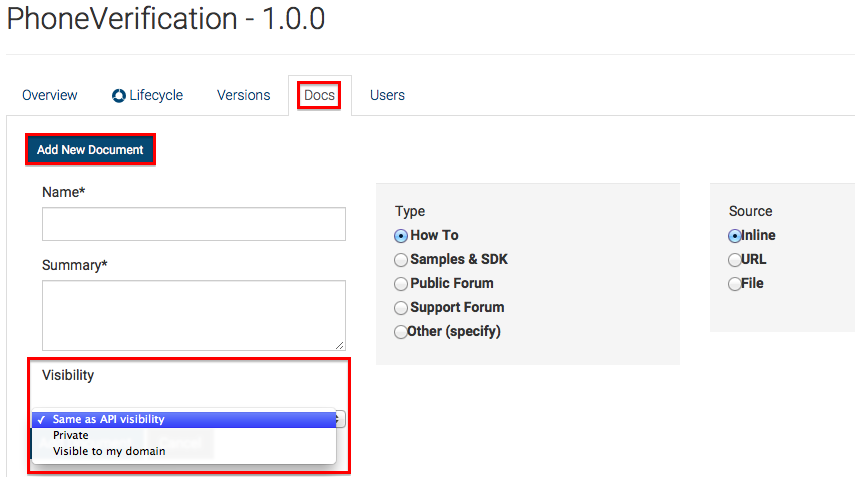 PhoneVerification - 1.0.0
Overview
Lifecycle
Versions
Docs
Users
Add New Document
Name*
Summary*
Visibility
✓ Same as API visibility
Private
Visible to my domain
Type
How To
Samples & SDK
Public Forum
Support Forum
Other (specify)
Source
Inline
URL
File